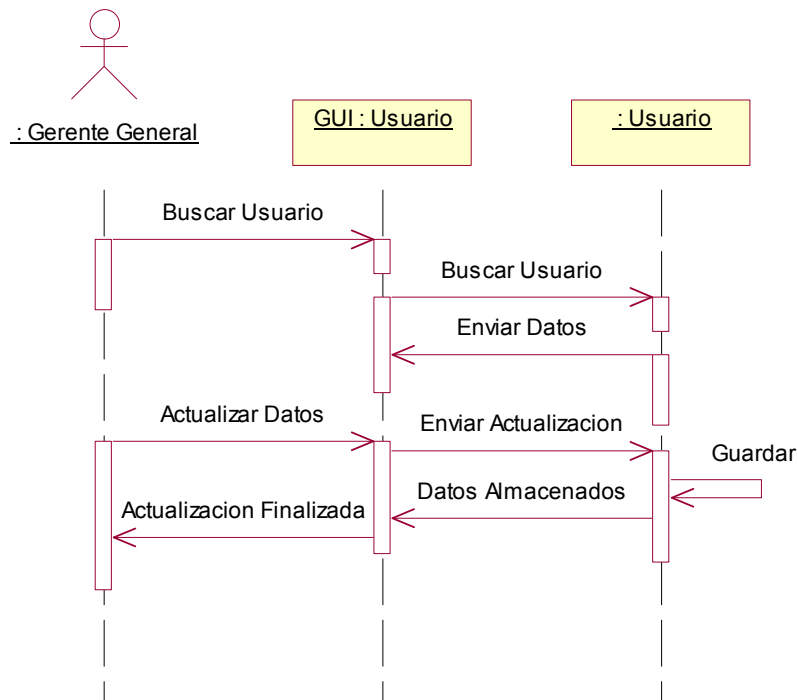 : Gerente General
GUI : Usuario
: Usuario
Buscar Usuario
Buscar Usuario
Enviar Datos
Actualizar Datos
Enviar Actualizacion
Guardar
Datos Almacenados
Actualizacion Finalizada